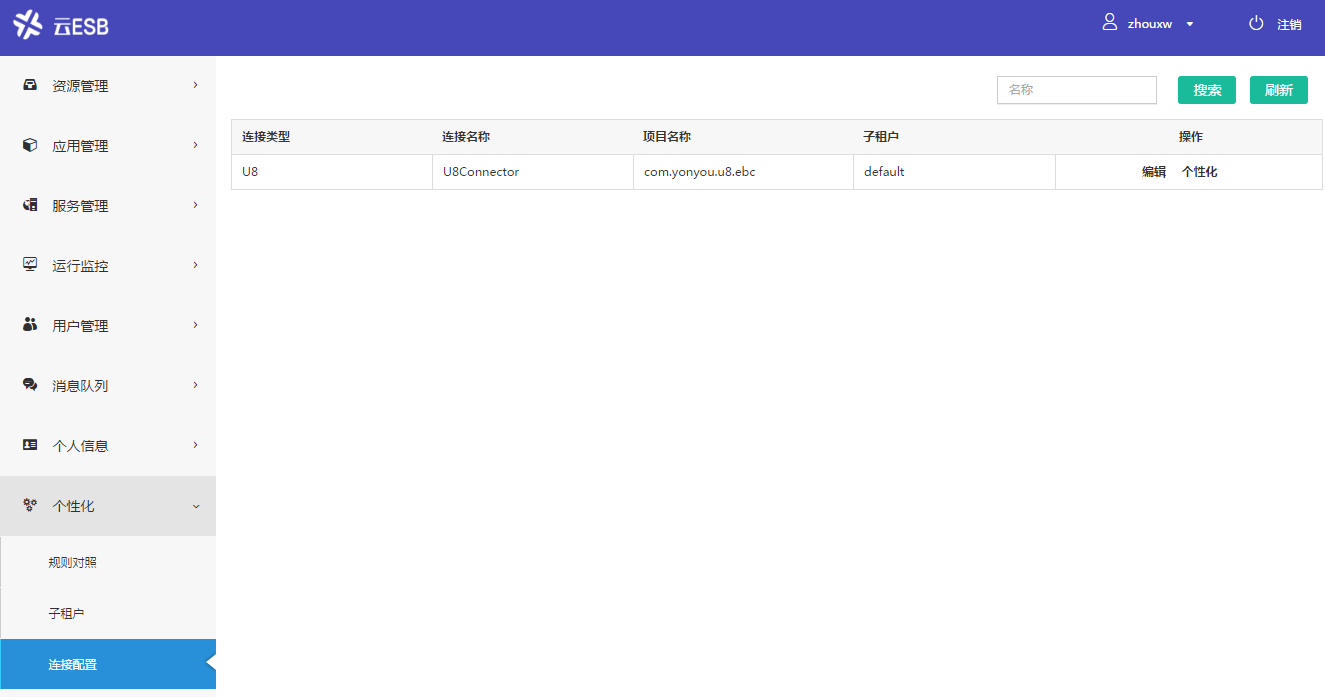 云ESB
zhouxw
注销
资源管理
应用管理
服务管理
运行监控
用户管理
消息队列
个人信息
个性化
规则对照
子租户
连接配置
名称 搜索 刷新
连接类型 连接名称 项目名称 子租户 操作
U8 U8Connector com.yonyou.u8.ebc default 编辑 个性化